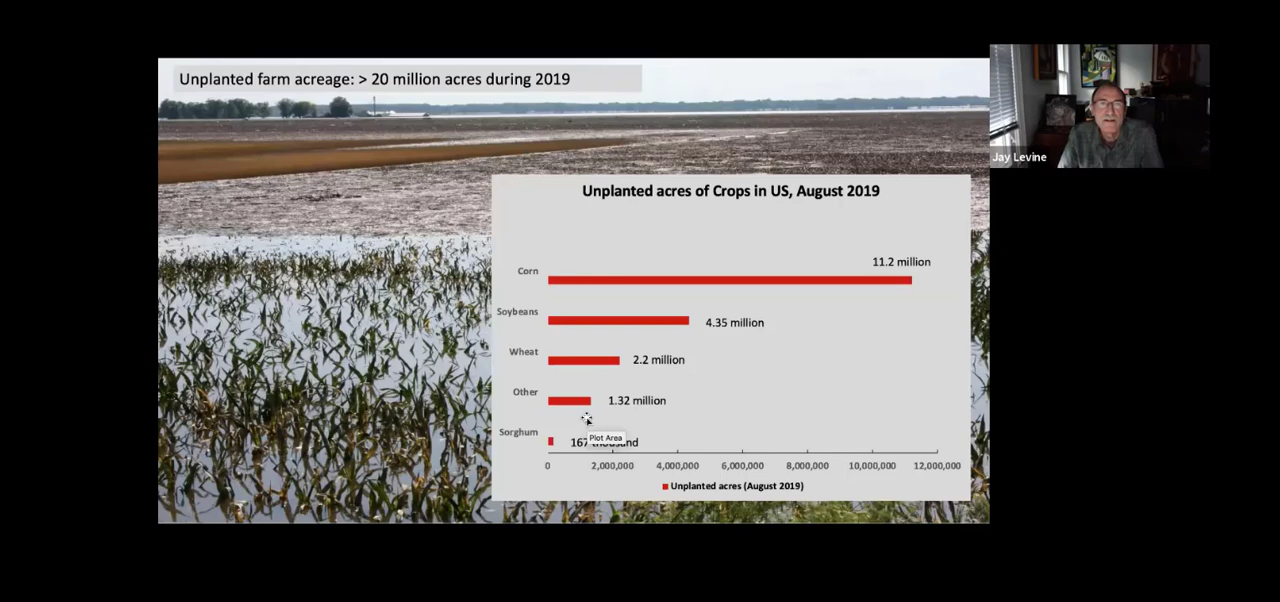 Unplanted farm acreage: > 20 million acres during 2019
Jay Levine
Unplanted acres of Crops in US, August 2019
Corn
11.2 million
Soybeans
4.35 million
Wheat
2.2 million
Other
1.32 million
Plot Area
Sorghum
167 thousand
0 2,000,000 4,000,000 6,000,000 8,000,000 10,000,000 12,000,000
Unplanted acres (August 2019)